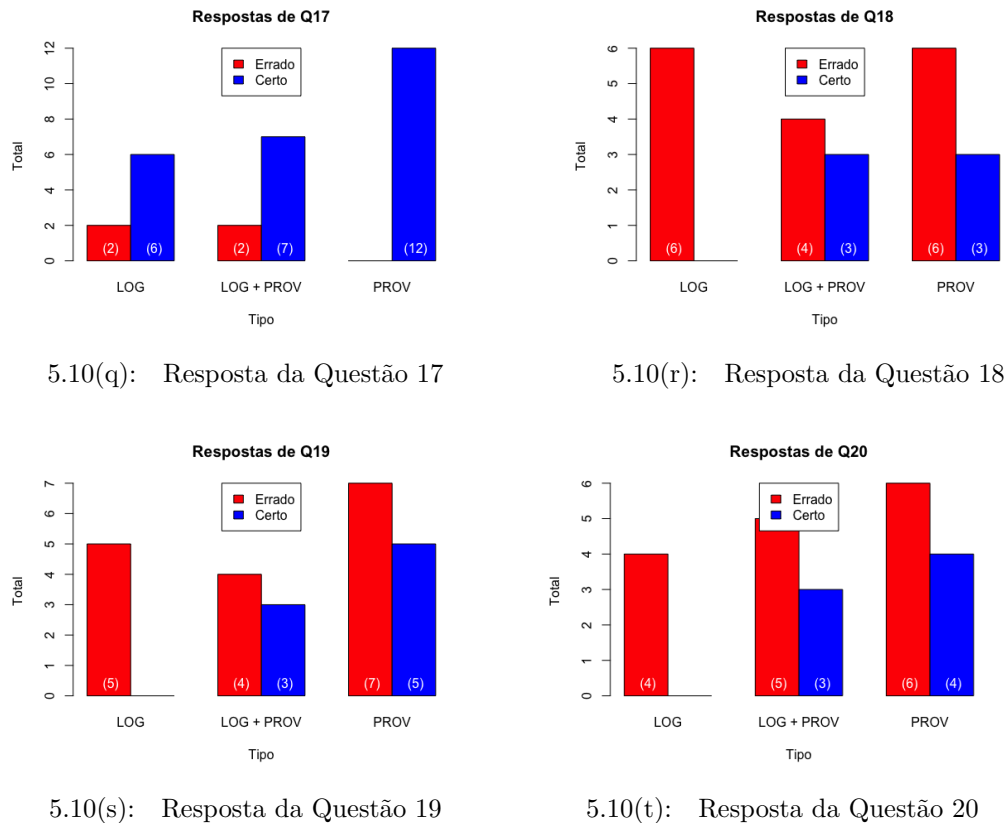 Respostas de Q17
Errado
Certo
Total
0 2 4 6 8 10 12
(2) (6) (2) (7) (12)
LOG LOG + PROV PROV
Tipo
5.10(q): Resposta da Questão 17
Respostas de Q18
Errado
Certo
Total
0 1 2 3 4 5 6
(6) (4) (3) (6) (3)
LOG LOG + PROV PROV
Tipo
5.10(r): Resposta da Questão 18
Respostas de Q19
Errado
Certo
Total
0 1 2 3 4 5 6 7
(5) (4) (3) (7) (5)
LOG LOG + PROV PROV
Tipo
5.10(s): Resposta da Questão 19
Respostas de Q20
Errado
Certo
Total
0 1 2 3 4 5 6
(4) (5) (3) (6) (4)
LOG LOG + PROV PROV
Tipo
5.10(t): Resposta da Questão 20